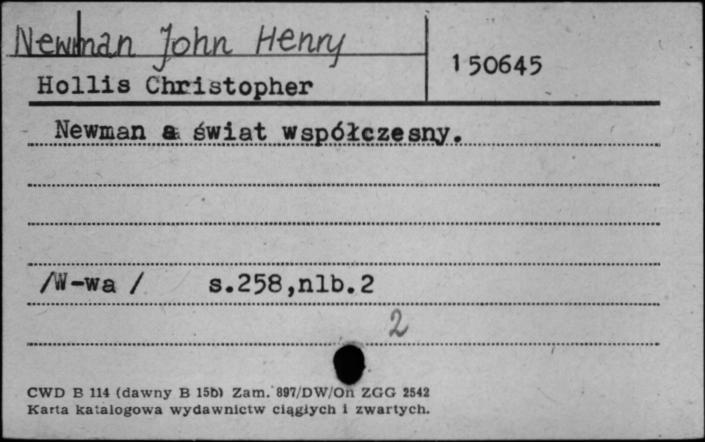 Newman John Henry
150645
Hollis Christopher
Newman a świat współczesny.
/W-wa / s.258,nlb.2
2
CWD B 114 (dawny B 15b) Zam. 897/DW/On ZGG 2542
Karta katalogowa wydawnictw ciągłych i zwartych.